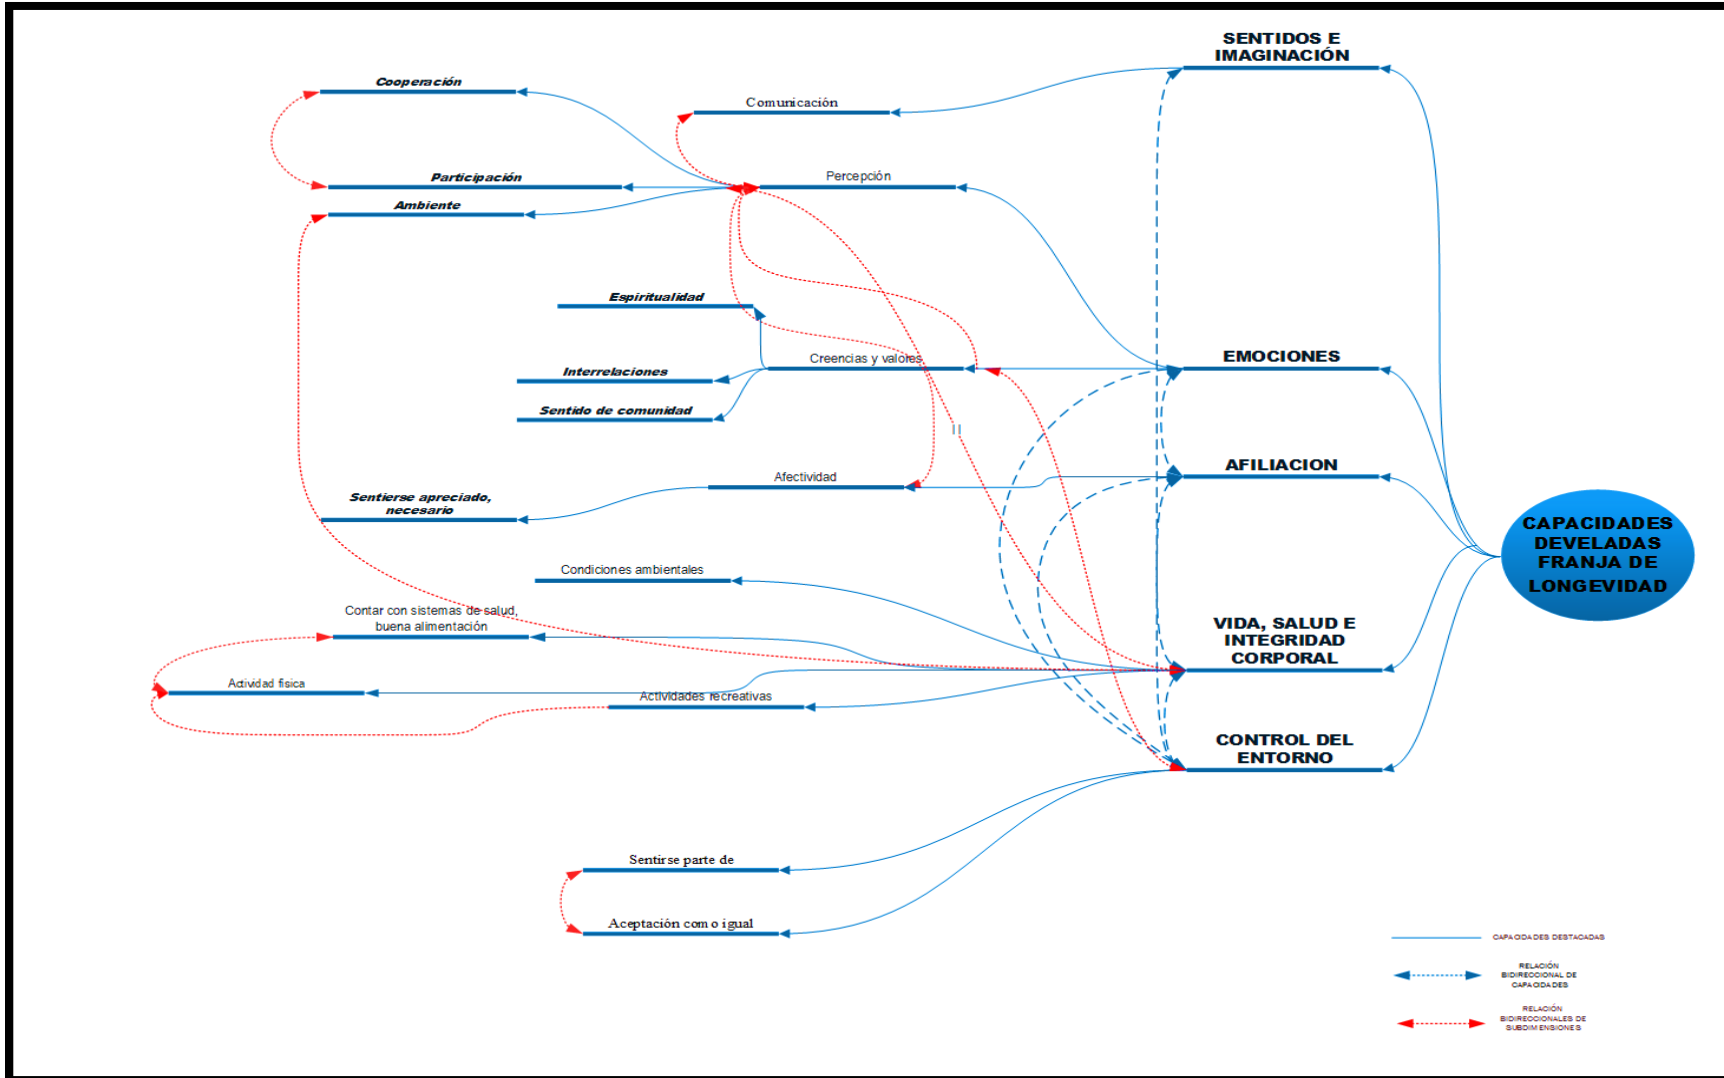 SENTIDOS E
IMAGINACIÓN
Cooperación
Comunicación
Participación
Percepción
Ambiente
Espiritualidad
Creencias y valores
EMOCIONES
Interrelaciones
Sentido de comunidad
AFILIACION
Afectividad
Sentierse apreciado,
necesario
CAPACIDADES
DEVELADAS
FRANJA DE
LONGEVIDAD
Condiciones ambientales
Contar con sistemas de salud,
buena alimentación
VIDA, SALUD E
INTEGRIDAD
CORPORAL
Actividad física
Actividades recreativas
CONTROL DEL
ENTORNO
Sentirse parte de
Aceptación como igual
CAPACIDADES DESTACADAS
RELACIÓN
BIDIRECCIONAL DE
CAPACIDADES
RELACIÓN
BIDIRECCIONALES DE
SUBDIMENSIONES